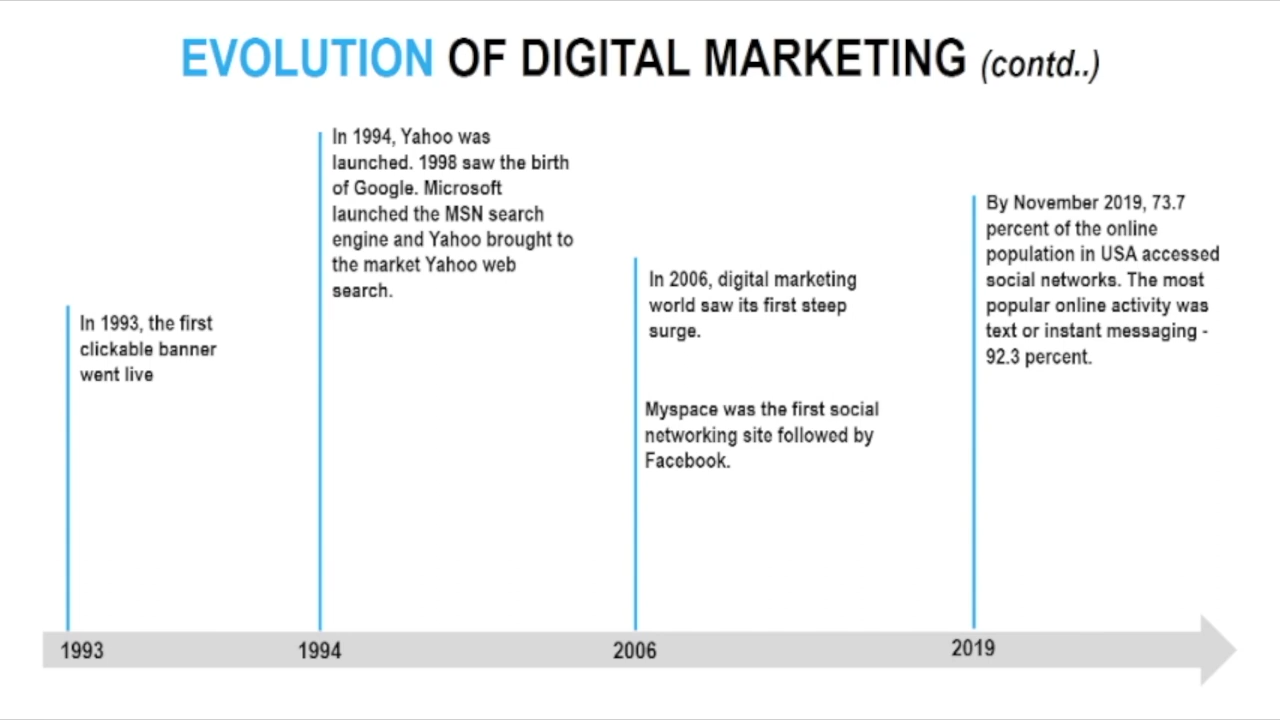 EVOLUTION OF DIGITAL MARKETING (contd..)
In 1993, the first
clickable banner
went live
In 1994, Yahoo was
launched. 1998 saw the birth
of Google. Microsoft
launched the MSN search
engine and Yahoo brought to
the market Yahoo web
search.
In 2006, digital marketing
world saw its first steep
surge.
Myspace was the first social
networking site followed by
Facebook.
By November 2019, 73.7
percent of the online
population in USA accessed
social networks. The most
popular online activity was
text or instant messaging -
92.3 percent.
1993
1994
2006
2019